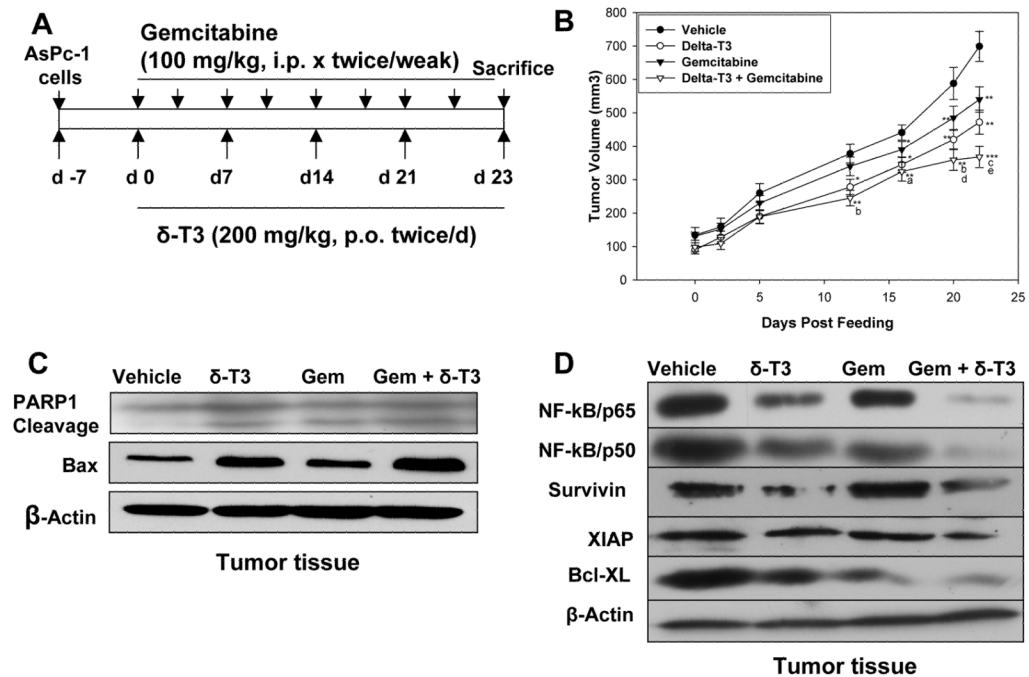 A
AsPc-1
cells
Gemcitabine
(100 mg/kg, i.p. x twice/weak)
Sacrifice
d -7
d 0
d7
d14
d 21
d 23
δ-T3 (200 mg/kg, p.o. twice/d)
B
Tumor Volume (mm3)
800
700
600
500
400
300
200
100
0
Vehicle
Delta-T3
Gemcitabine
Delta-T3 + Gemcitabine
*
**
b
**
*
**
a
**
**
**
b
d
**
**
***
c
e
0
5
10
15
20
25
Days Post Feeding
C
Vehicle
δ-T3
Gem
Gem + δ-T3
PARP1
Cleavage
Bax
β-Actin
Tumor tissue
D
Vehicle
δ-T3
Gem
Gem + δ-T3
NF-kB/p65
NF-kB/p50
Survivin
XIAP
Bcl-XL
β-Actin
Tumor tissue